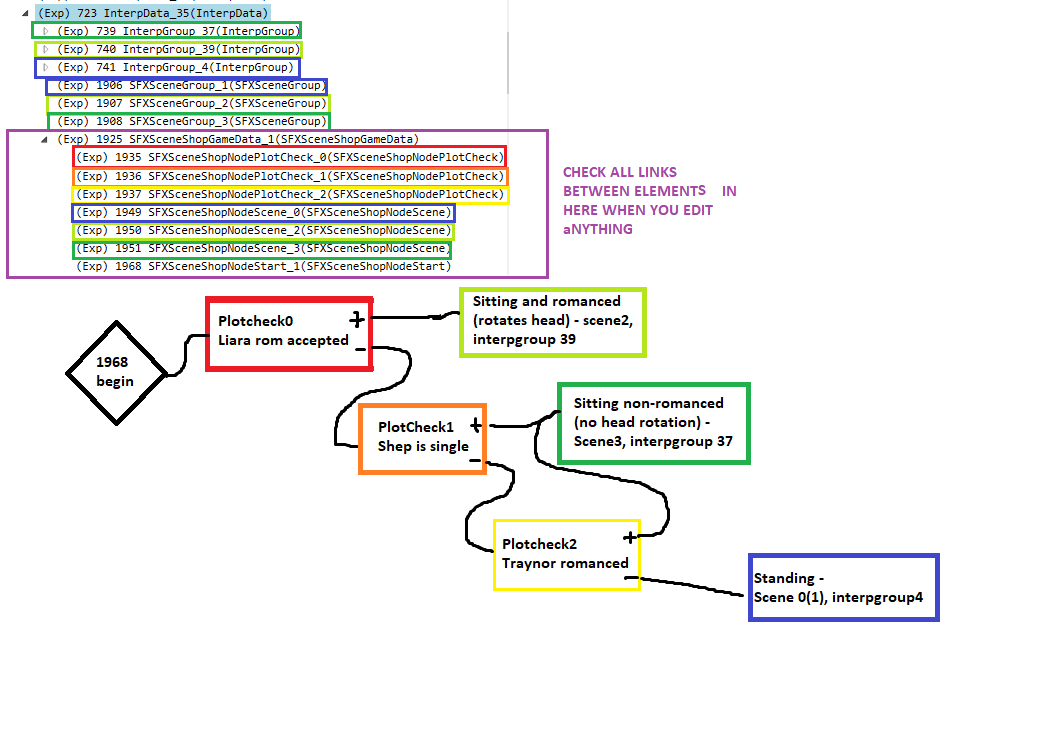 (Exp) 723 InterpData_35(InterpData)
(Exp) 739 InterpGroup_37(InterpGroup)
(Exp) 740 InterpGroup_39(InterpGroup)
(Exp) 741 InterpGroup_4(InterpGroup)
(Exp) 1906 SFXSceneGroup_1(SFXSceneGroup)
(Exp) 1907 SFXSceneGroup_2(SFXSceneGroup)
(Exp) 1908 SFXSceneGroup_3(SFXSceneGroup)
(Exp) 1925 SFXSceneShopGameData_1(SFXSceneShopGameData)
(Exp) 1935 SFXSceneShopNodePlotCheck_0(SFXSceneShopNodePlotCheck)
(Exp) 1936 SFXSceneShopNodePlotCheck_1(SFXSceneShopNodePlotCheck)
(Exp) 1937 SFXSceneShopNodePlotCheck_2(SFXSceneShopNodePlotCheck)
(Exp) 1949 SFXSceneShopNodeScene_0(SFXSceneShopNodeScene)
(Exp) 1950 SFXSceneShopNodeScene_2(SFXSceneShopNodeScene)
(Exp) 1951 SFXSceneShopNodeScene_3(SFXSceneShopNodeScene)
(Exp) 1968 SFXSceneShopNodeStart_1(SFXSceneShopNodeStart)
CHECK ALL LINKS
BETWEEN ELEMENTS IN
HERE WHEN YOU EDIT
aNYTHING
1968
begin
Plotcheck0 +
Liara rom accepted −
Sitting and romanced
(rotates head) - scene2,
interpgroup 39
PlotCheck1 +
Shep is single −
Sitting non-romanced
(no head rotation) -
Scene3, interpgroup 37
Plotcheck2 +
Traynor romanced −
Standing -
Scene 0(1), interpgroup4